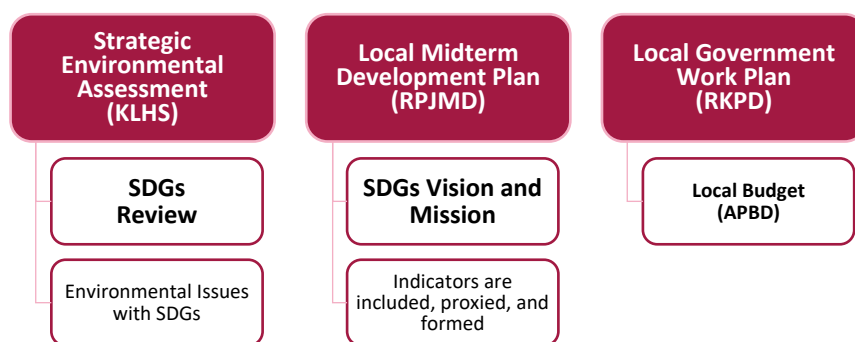 Strategic
Environmental
Assessment
(KLHS)
SDGs
Review
Environmental Issues
with SDGs
Local Midterm
Development Plan
(RPJMD)
SDGs Vision and
Mission
Indicators are
included, proxied, and
formed
Local Government
Work Plan
(RKPD)
Local Budget
(APBD)